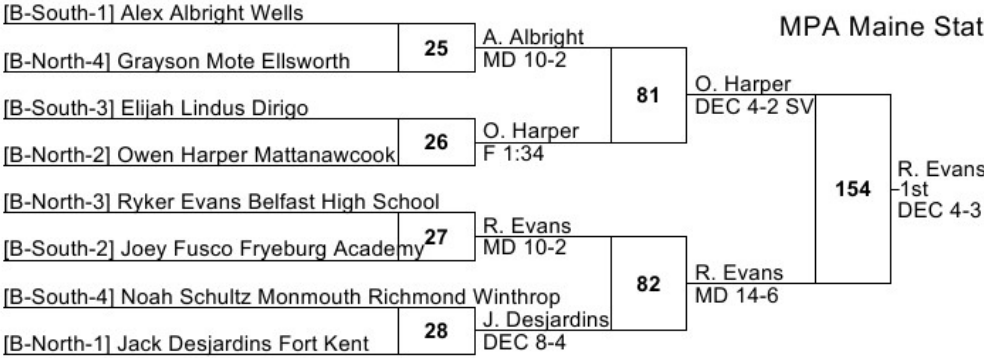 [B-South-1] Alex Albright Wells
MPA Maine Stat
25
A. Albright
MD 10-2
[B-North-4] Grayson Mote Ellsworth
81
O. Harper
DEC 4-2 SV
[B-South-3] Elijah Lindus Dirigo
26
O. Harper
F 1:34
[B-North-2] Owen Harper Mattanawcook
154
R. Evans
1st
DEC 4-3
[B-North-3] Ryker Evans Belfast High School
27
R. Evans
MD 10-2
[B-South-2] Joey Fusco Fryeburg Academy
82
R. Evans
MD 14-6
[B-South-4] Noah Schultz Monmouth Richmond Winthrop
28
J. Desjardins
DEC 8-4
[B-North-1] Jack Desjardins Fort Kent